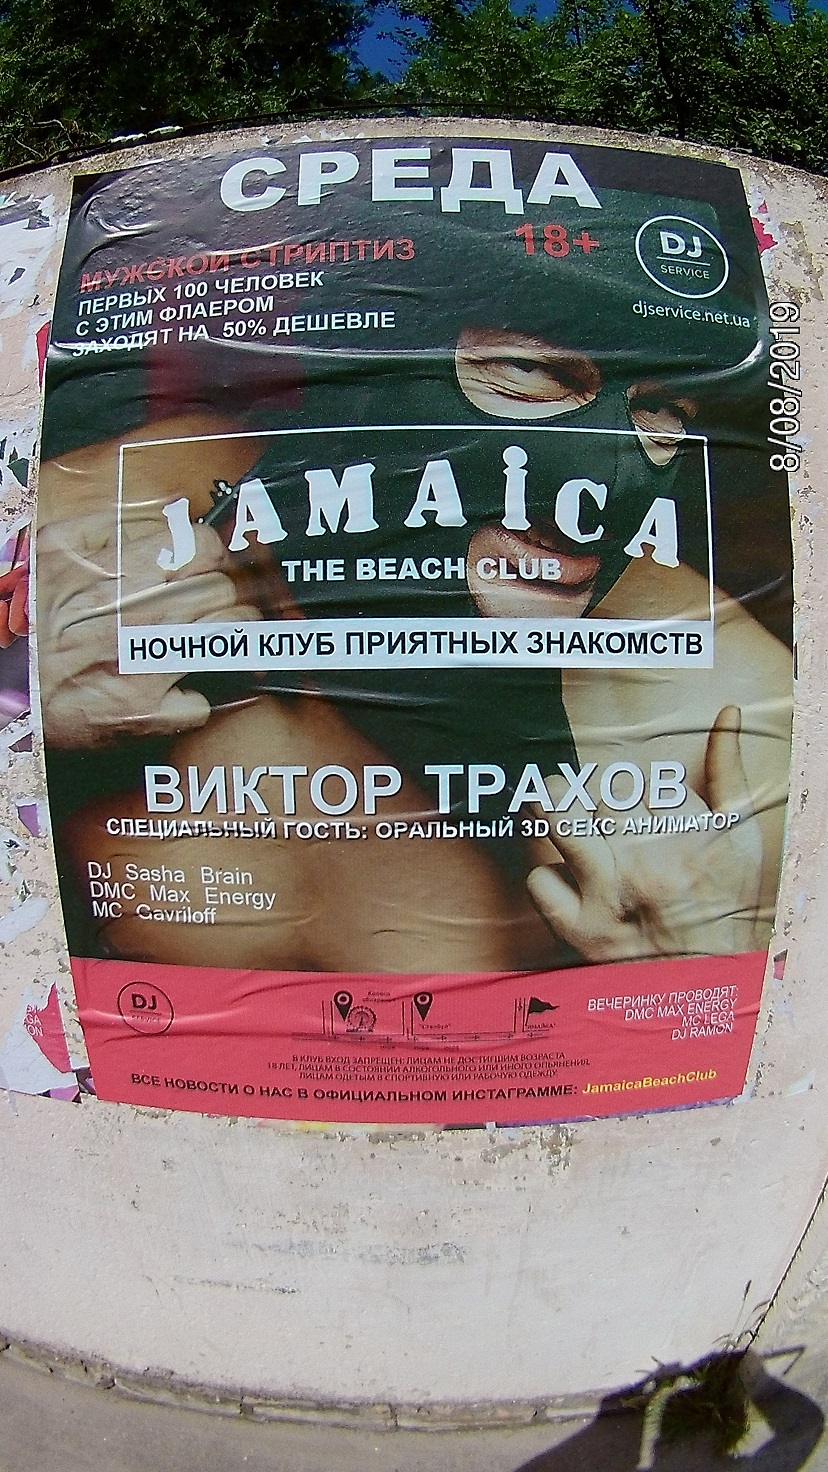 СРЕДА
МУЖСКОЙ СТРИПТИЗ
18+
DJ
SERVICE
djservice.net.ua
ПЕРВЫХ 100 ЧЕЛОВЕК
С ЭТИМ ФЛАЕРОМ
ЗАХОДЯТ НА 50% ДЕШЕВЛЕ
8/08/2019
JAMAiCA
THE BEACH CLUB
НОЧНОЙ КЛУБ ПРИЯТНЫХ ЗНАКОМСТВ
ВИКТОР ТРАХОВ
СПЕЦИАЛЬНЫЙ ГОСТЬ: ОРАЛЬНЫЙ 3D СЕКС АНИМАТОР
DJ Sasha Brain
DMC Max Energy
MC Gavriloff
DJ
ВЕЧЕРИНКУ ПРОВОДЯТ:
DMC MAX ENERGY
MC LEGA
DJ RAMON
В КЛУБ ВХОД ЗАПРЕЩЕН: ЛИЦАМ НЕ ДОСТИГШИМ ВОЗРАСТА
18 ЛЕТ, ЛИЦАМ В СОСТОЯНИИ АЛКОГОЛЬНОГО ИЛИ ИНОГО ОПЬЯНЕНИЯ,
ЛИЦАМ ОДЕТЫМ В СПОРТИВНУЮ ИЛИ РАБОЧУЮ ОДЕЖДУ.
ВСЕ НОВОСТИ О НАС В ОФИЦИАЛЬНОМ ИНСТАГРАММЕ: JamaicaBeachClub